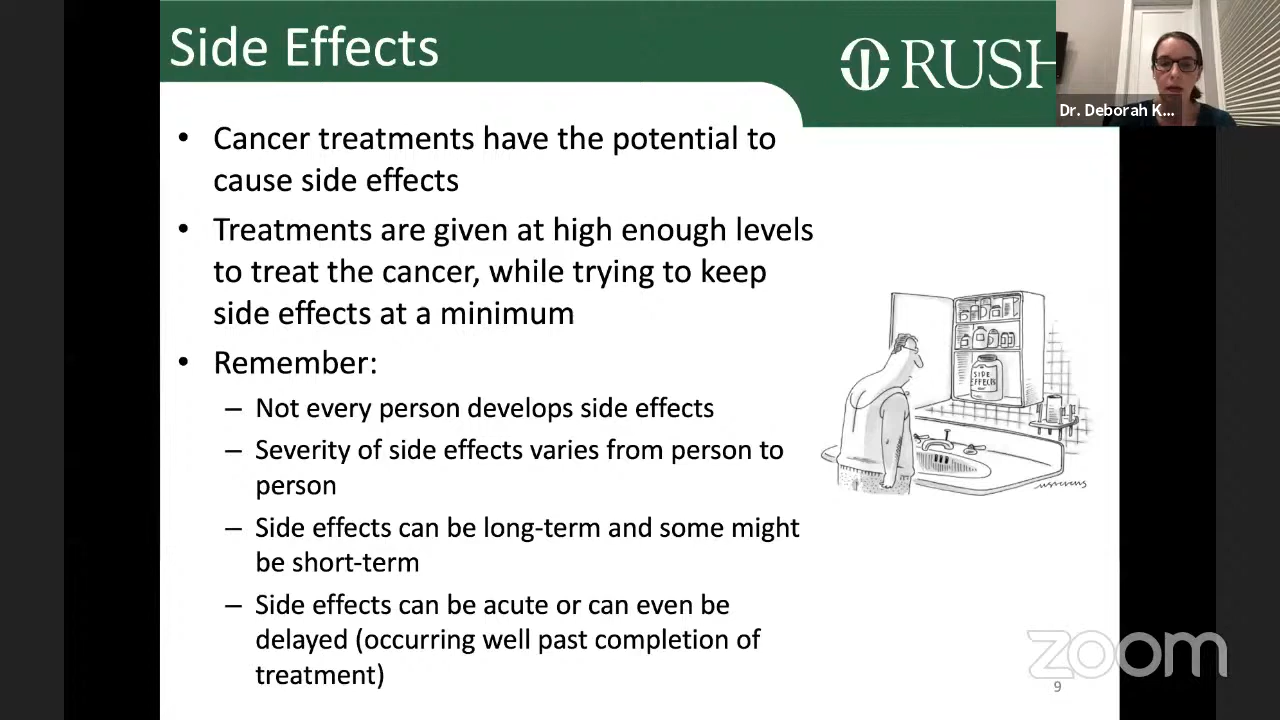 Side Effects
RUSH
Dr. Deborah K...
• Cancer treatments have the potential to
cause side effects
• Treatments are given at high enough levels
to treat the cancer, while trying to keep
side effects at a minimum
• Remember:
– Not every person develops side effects
– Severity of side effects varies from person to
person
– Side effects can be long-term and some might
be short-term
– Side effects can be acute or can even be
delayed (occurring well past completion of
treatment)
SIDE
EFFECTS
zoom
9